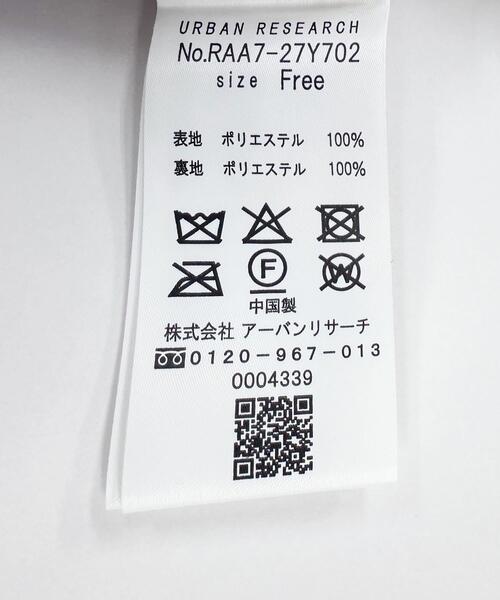 URBAN RESEARCH
No.RAA7-27Y702
size Free
表地 ポリエステル 100%
裏地 ポリエステル 100%
F W
中国製
株式会社 アーバンリサーチ
0120-967-013
0004339